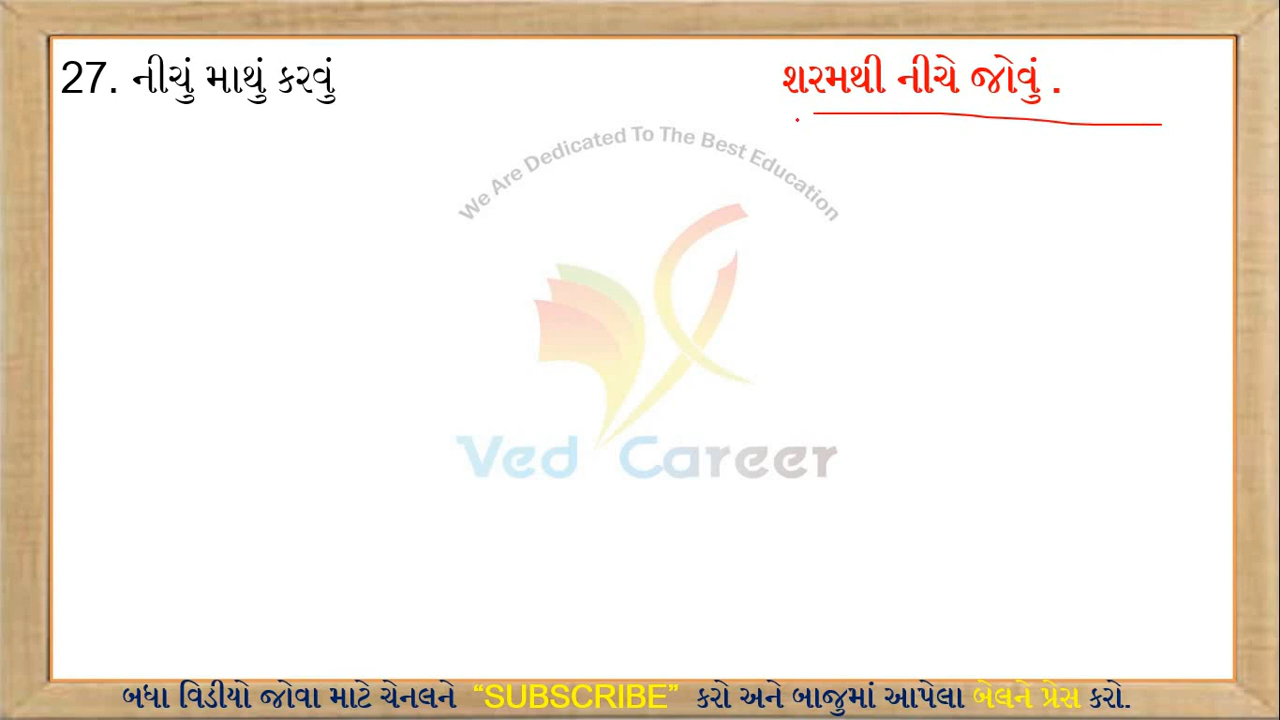 27. નીચું માથું કરવું
શરમથી નીચે જોવું .
We Are Dedicated To The Best Education
Ved Career
બધા વિડીયો જોવા માટે ચેનલને “SUBSCRIBE” કરો અને બાજુમાં આપેલા બેલને પ્રેસ કરો.